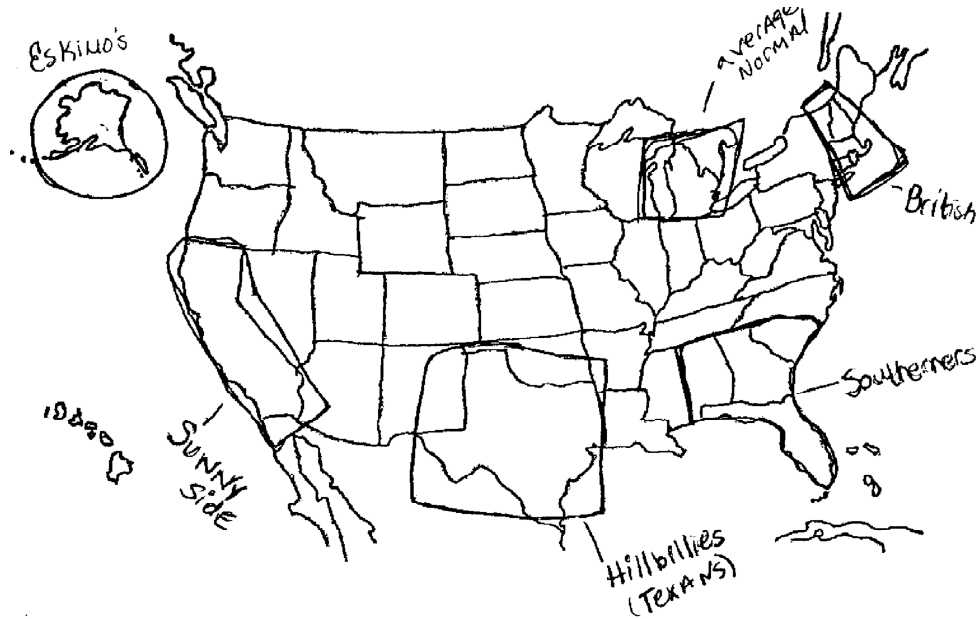 Eskimo's
average
Normal
British
Southerners
Sunny
Side
Hillbillies
(Texans)